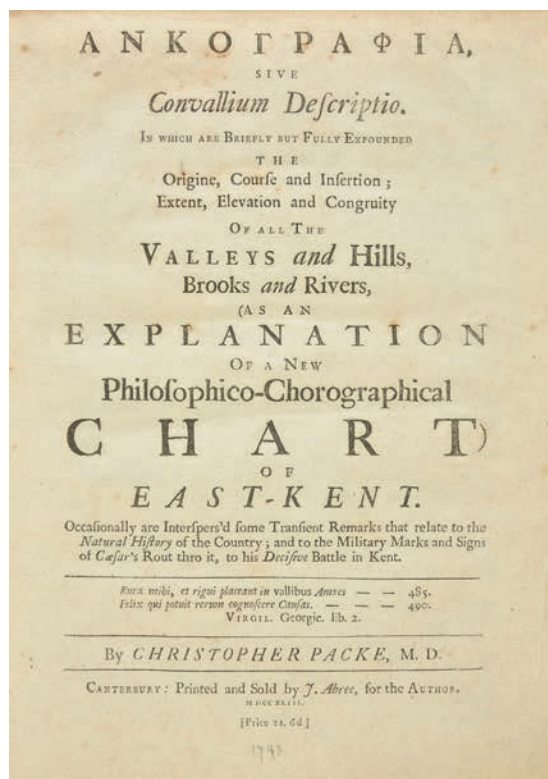 ΑΝΚΟΓΡΑΦΙΑ,
SIVE
Convallium Deſcriptio.
IN WHICH ARE BRIEFLY BUT FULLY EXPOUNDED
THE
Origine, Courſe and Inſertion;
Extent, Elevation and Congruity
OF ALL THE
VALLEYS and Hills,
Brooks and Rivers,
(AS AN
EXPLANATION
OF A NEW
Philoſophico-Chorographical
CHART)
OF
EAST-KENT.
Occaſionally are Interſpers'd ſome Tranſient Remarks that relate to the
Natural Hiſtory of the Country; and to the Military Marks and Signs
of Cæſar's Rout thro it, to his Deciſive Battle in Kent.
Rura mihi, et rigui placeant in vallibus Amnes — — 485.
Felix qui potuit rerum cognoſcere Cauſas. — — — 490.
VIRGIL. Georgic. lib. 2.
By CHRISTOPHER PACKE, M. D.
CANTERBURY: Printed and Sold by J. Abree, for the AUTHOR.
MDCCXLIII.
[Price 2s. 6d]
1743